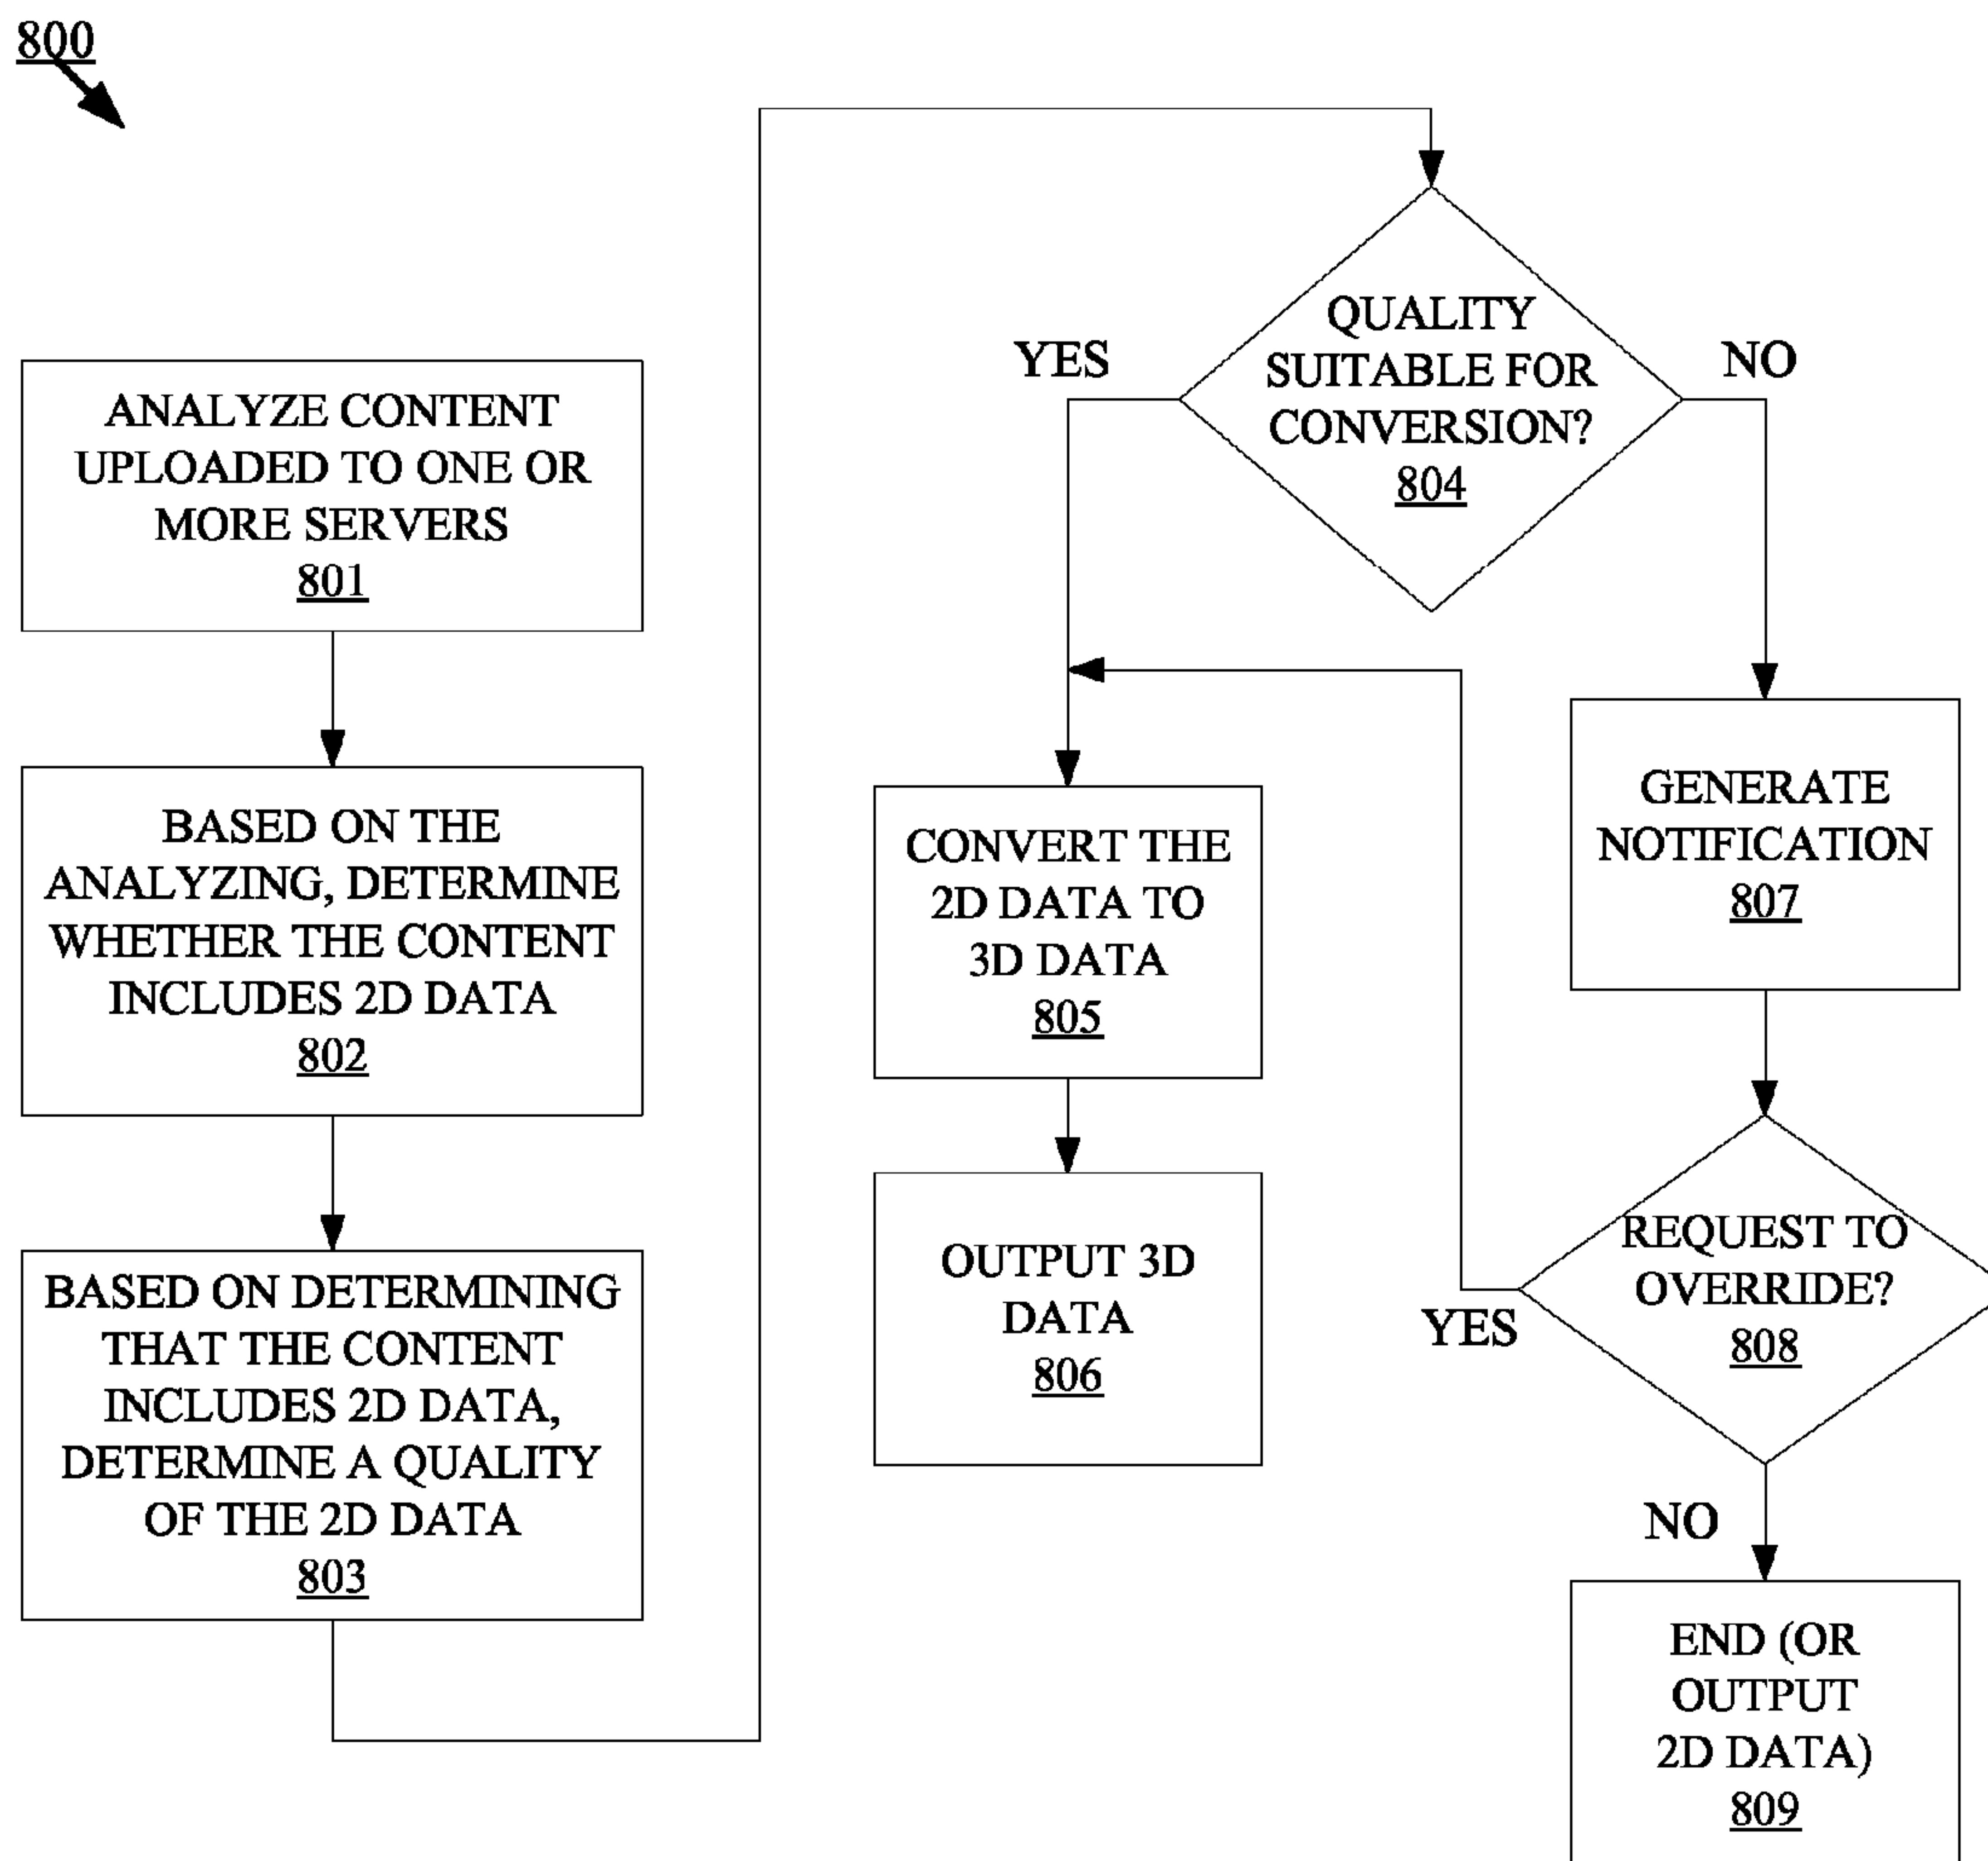 800
ANALYZE CONTENT
UPLOADED TO ONE OR
MORE SERVERS
801
BASED ON THE
ANALYZING, DETERMINE
WHETHER THE CONTENT
INCLUDES 2D DATA
802
BASED ON DETERMINING
THAT THE CONTENT
INCLUDES 2D DATA,
DETERMINE A QUALITY
OF THE 2D DATA
803
QUALITY
SUITABLE FOR
CONVERSION?
804
YES
NO
CONVERT THE
2D DATA TO
3D DATA
805
OUTPUT 3D
DATA
806
GENERATE
NOTIFICATION
807
REQUEST TO
OVERRIDE?
808
YES
NO
END (OR
OUTPUT
2D DATA)
809